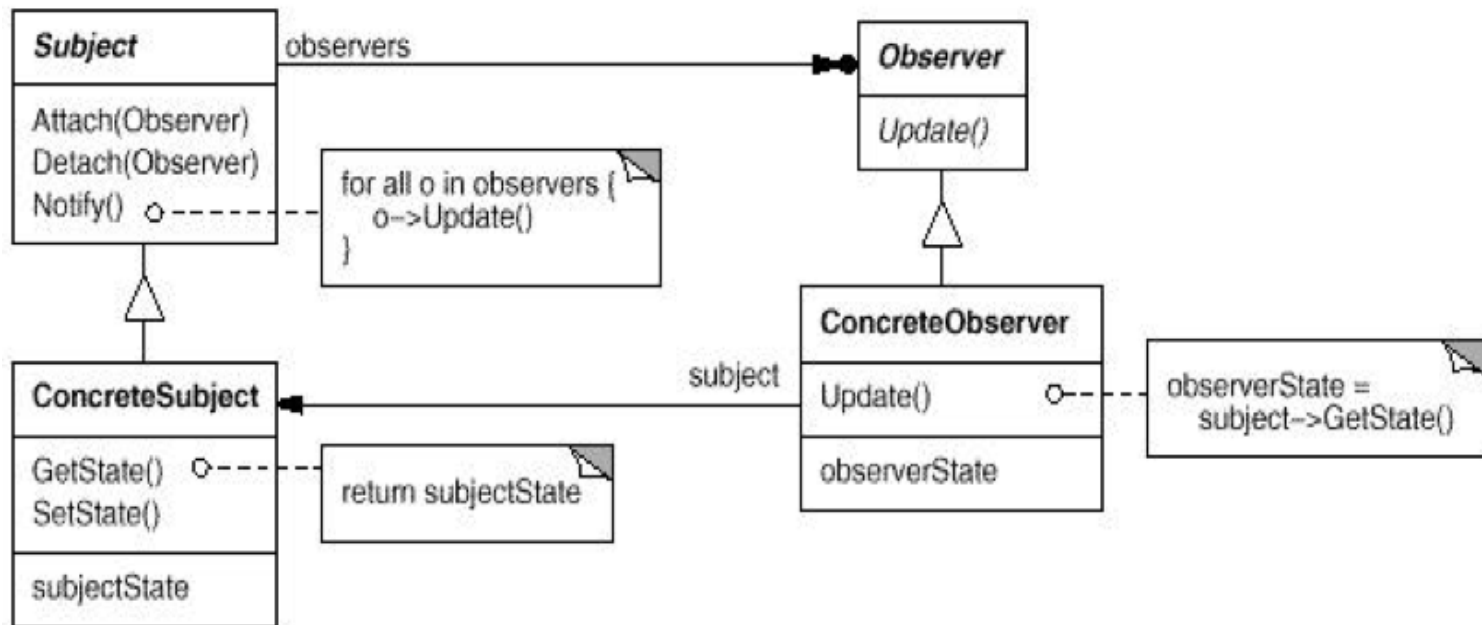 Subject
observers
Observer
Attach(Observer)
Detach(Observer)
Notify()
for all o in observers {
o->Update()
}
Update()
ConcreteSubject
GetState()
SetState()
subjectState
return subjectState
subject
ConcreteObserver
Update()
observerState
observerState =
subject->GetState()